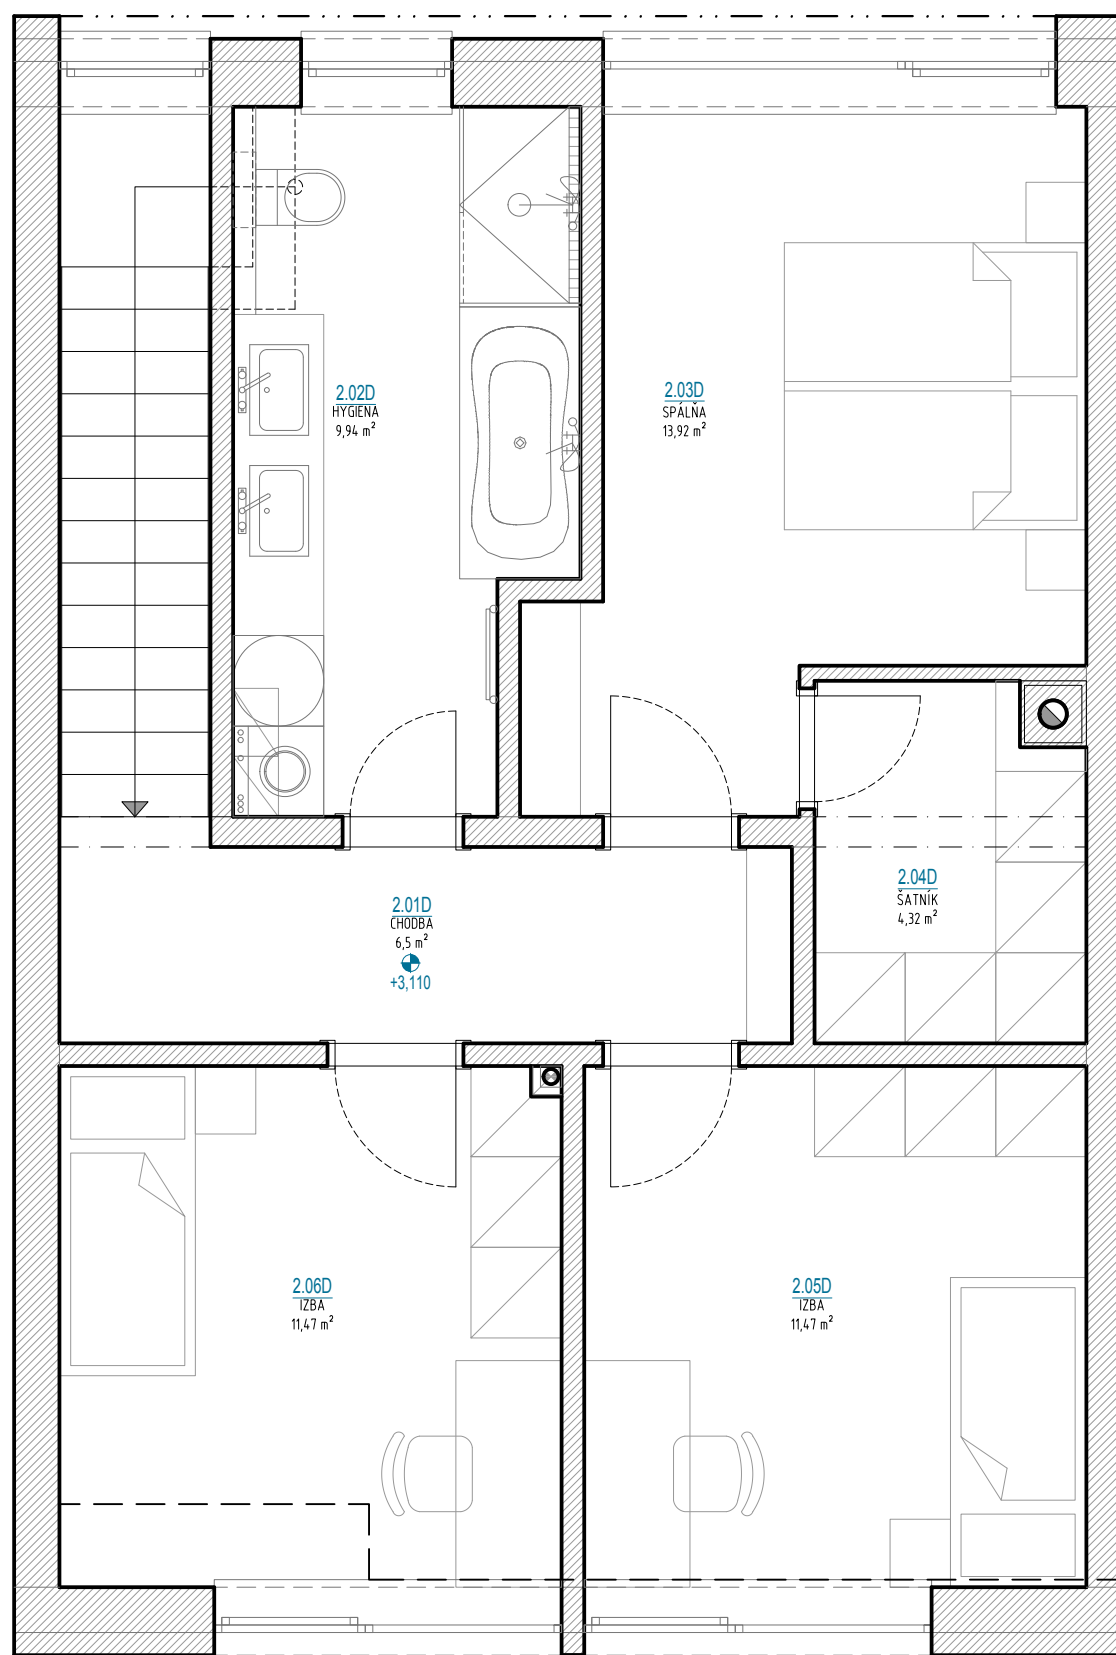 2.02D
HYGIENA
9,94 m²
2.03D
SPÁLŇA
13,92 m²
2.04D
ŠATNÍK
4,32 m²
2.01D
CHODBA
6,5 m²
+3,110
2.06D
IZBA
11,47 m²
2.05D
IZBA
11,47 m²